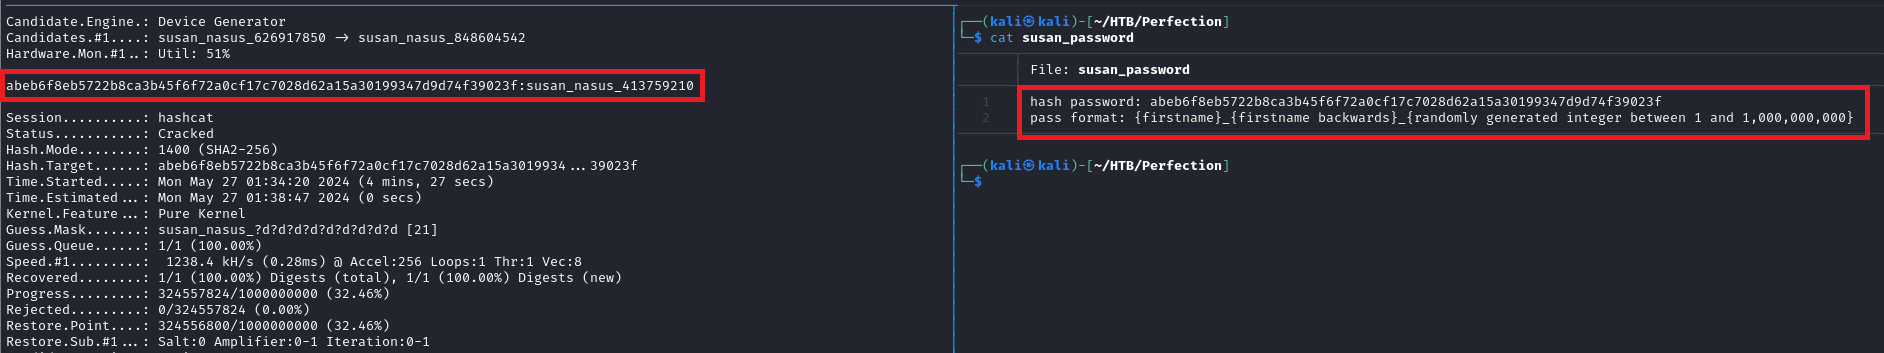 Candidate.Engine.: Device Generator
Candidates.#1....: susan_nasus_626917850 -> susan_nasus_848604542
Hardware.Mon.#1..: Util: 51%
abeb6f8eb5722b8ca3b45f6f72a0cf17c7028d62a15a30199347d9d74f39023f:susan_nasus_413759210
Session..........: hashcat
Status...........: Cracked
Hash.Mode........: 1400 (SHA2-256)
Hash.Target......: abeb6f8eb5722b8ca3b45f6f72a0cf17c7028d62a15a3019934...39023f
Time.Started.....: Mon May 27 01:34:20 2024 (4 mins, 27 secs)
Time.Estimated...: Mon May 27 01:38:47 2024 (0 secs)
Kernel.Feature...: Pure Kernel
Guess.Mask.......: susan_nasus_?d?d?d?d?d?d?d?d?d [21]
Guess.Queue......: 1/1 (100.00%)
Speed.#1.........:  1238.4 kH/s (0.28ms) @ Accel:256 Loops:1 Thr:1 Vec:8
Recovered........: 1/1 (100.00%) Digests (total), 1/1 (100.00%) Digests (new)
Progress.........: 324557824/1000000000 (32.46%)
Rejected.........: 0/324557824 (0.00%)
Restore.Point....: 324556800/1000000000 (32.46%)
Restore.Sub.#1...: Salt:0 Amplifier:0-1 Iteration:0-1
(kali㉿kali)-[~/HTB/Perfection]
$ cat susan_password
File: susan_password
1 hash password: abeb6f8eb5722b8ca3b45f6f72a0cf17c7028d62a15a30199347d9d74f39023f
2 pass format: {firstname}_{firstname backwards}_{randomly generated integer between 1 and 1,000,000,000}
(kali㉿kali)-[~/HTB/Perfection]
$